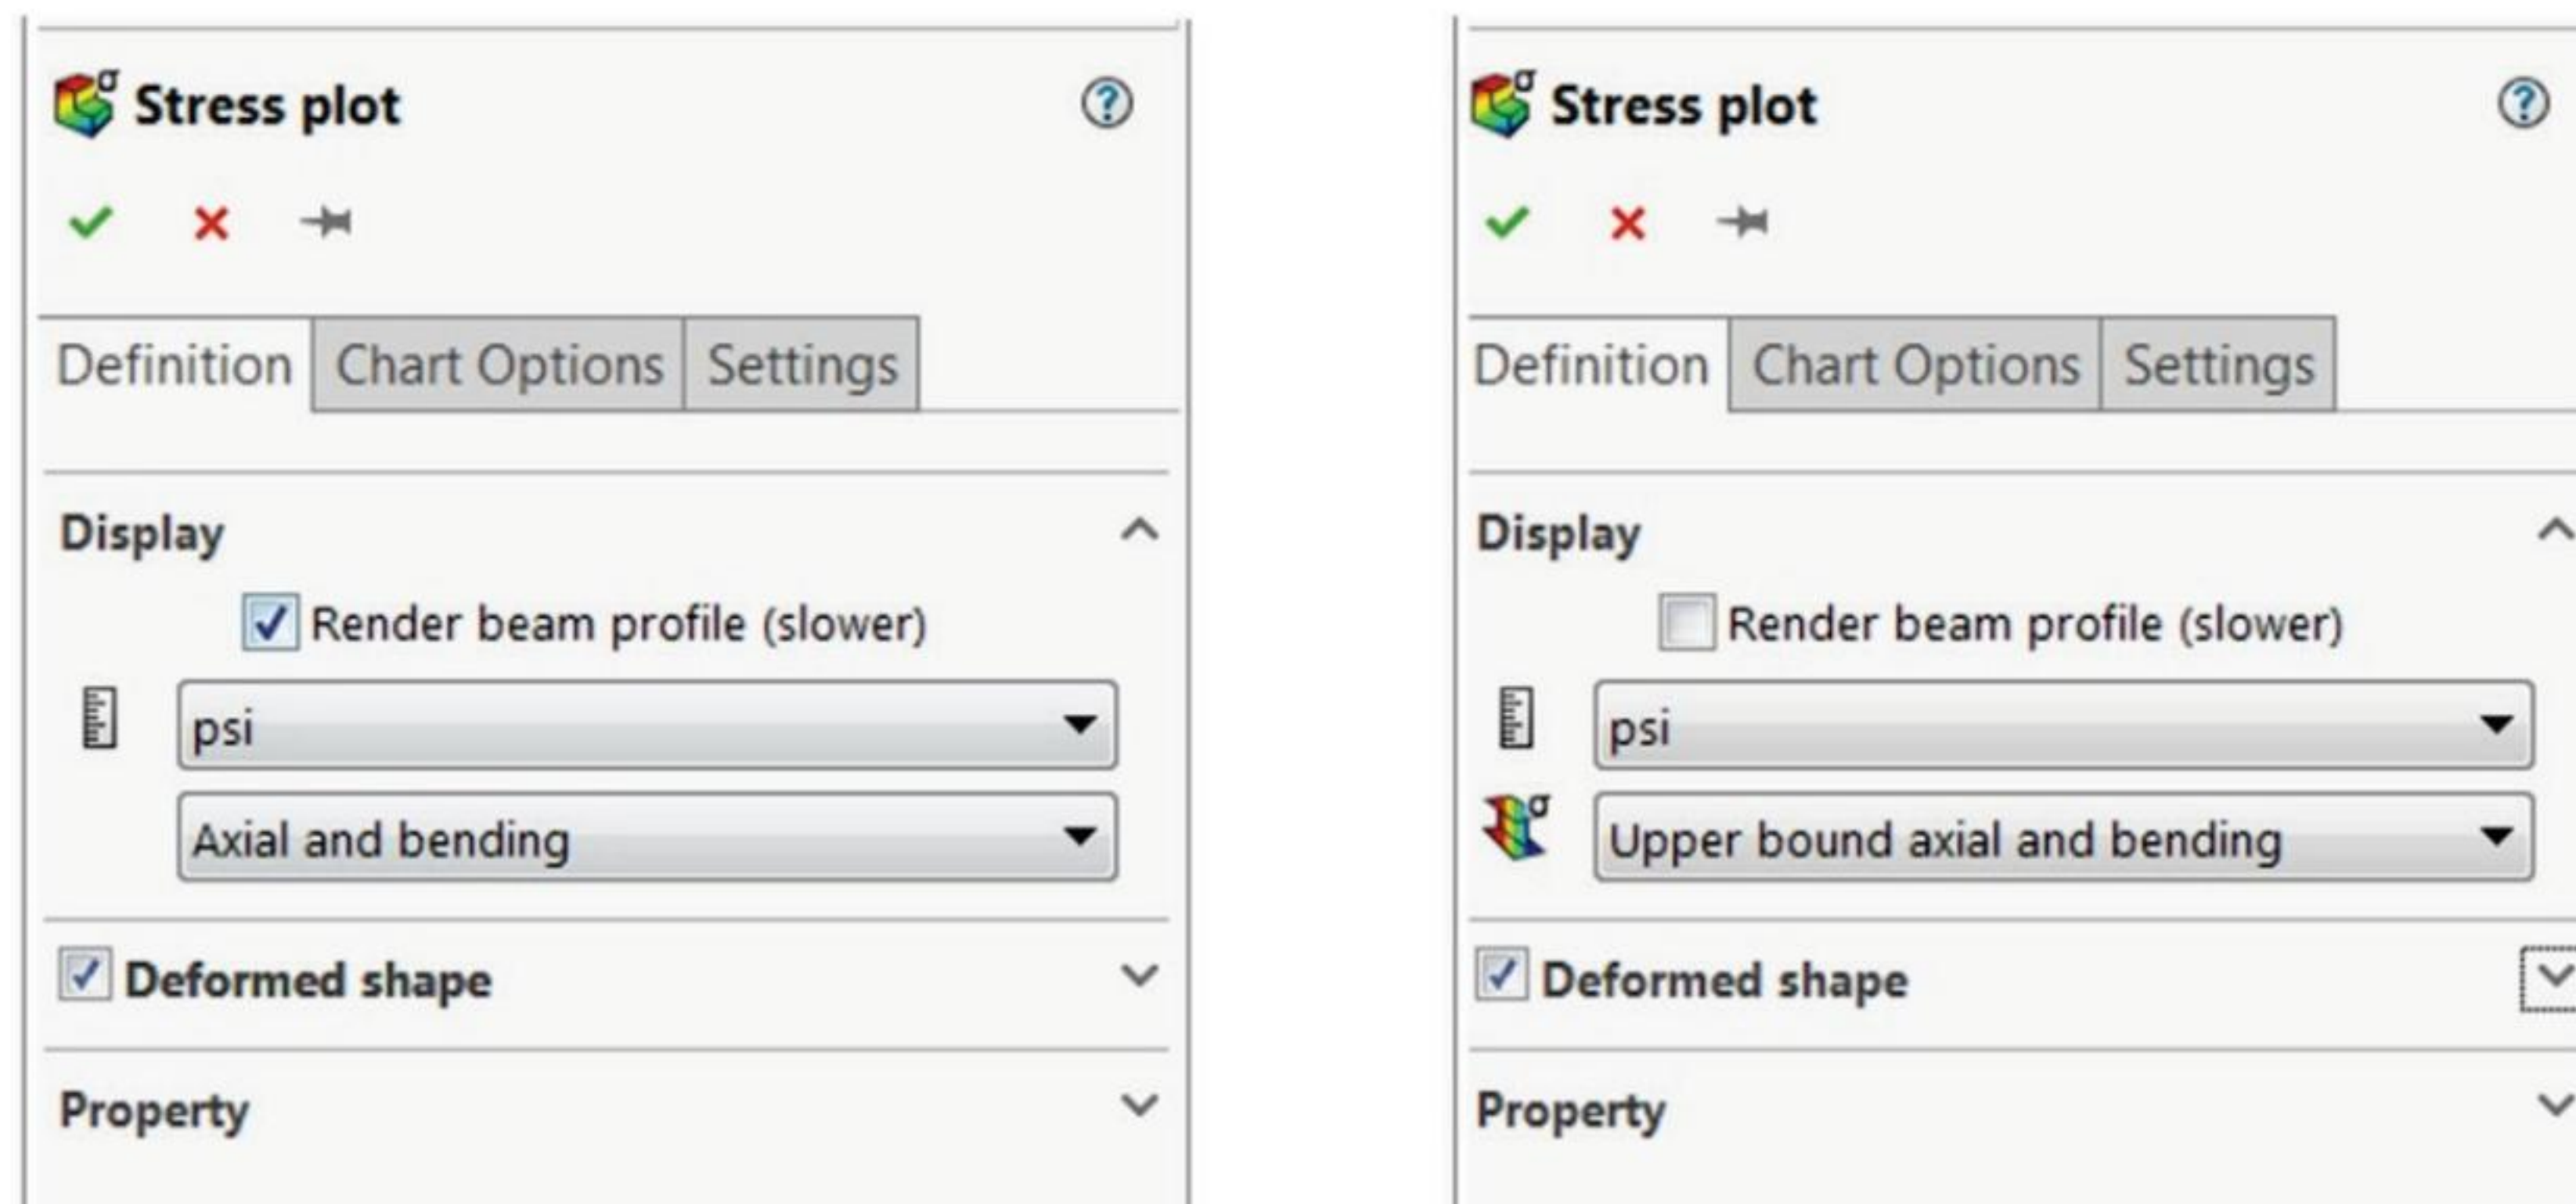 σ Stress plot ?
Definition Chart Options Settings
Display
Render beam profile (slower)
psi
Axial and bending
Deformed shape
Property
σ Stress plot ?
Definition Chart Options Settings
Display
Render beam profile (slower)
psi
σ Upper bound axial and bending
Deformed shape
Property